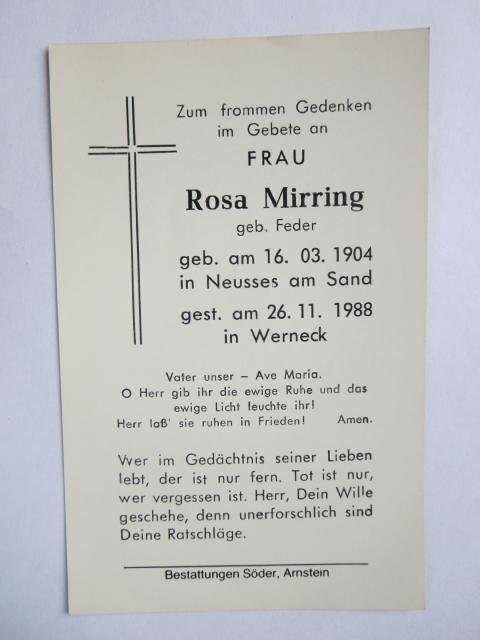 Zum frommen Gedenken
im Gebete an
FRAU
Rosa Mirring
geb. Feder
geb. am 16. 03. 1904
in Neusses am Sand
gest. am 26. 11. 1988
in Werneck
Vater unser – Ave Maria.
O Herr gib ihr die ewige Ruhe und das
ewige Licht leuchte ihr!
Herr laß' sie ruhen in Frieden! Amen.
Wer im Gedächtnis seiner Lieben
lebt, der ist nur fern. Tot ist nur,
wer vergessen ist. Herr, Dein Wille
geschehe, denn unerforschlich sind
Deine Ratschläge.
Bestattungen Söder, Arnstein